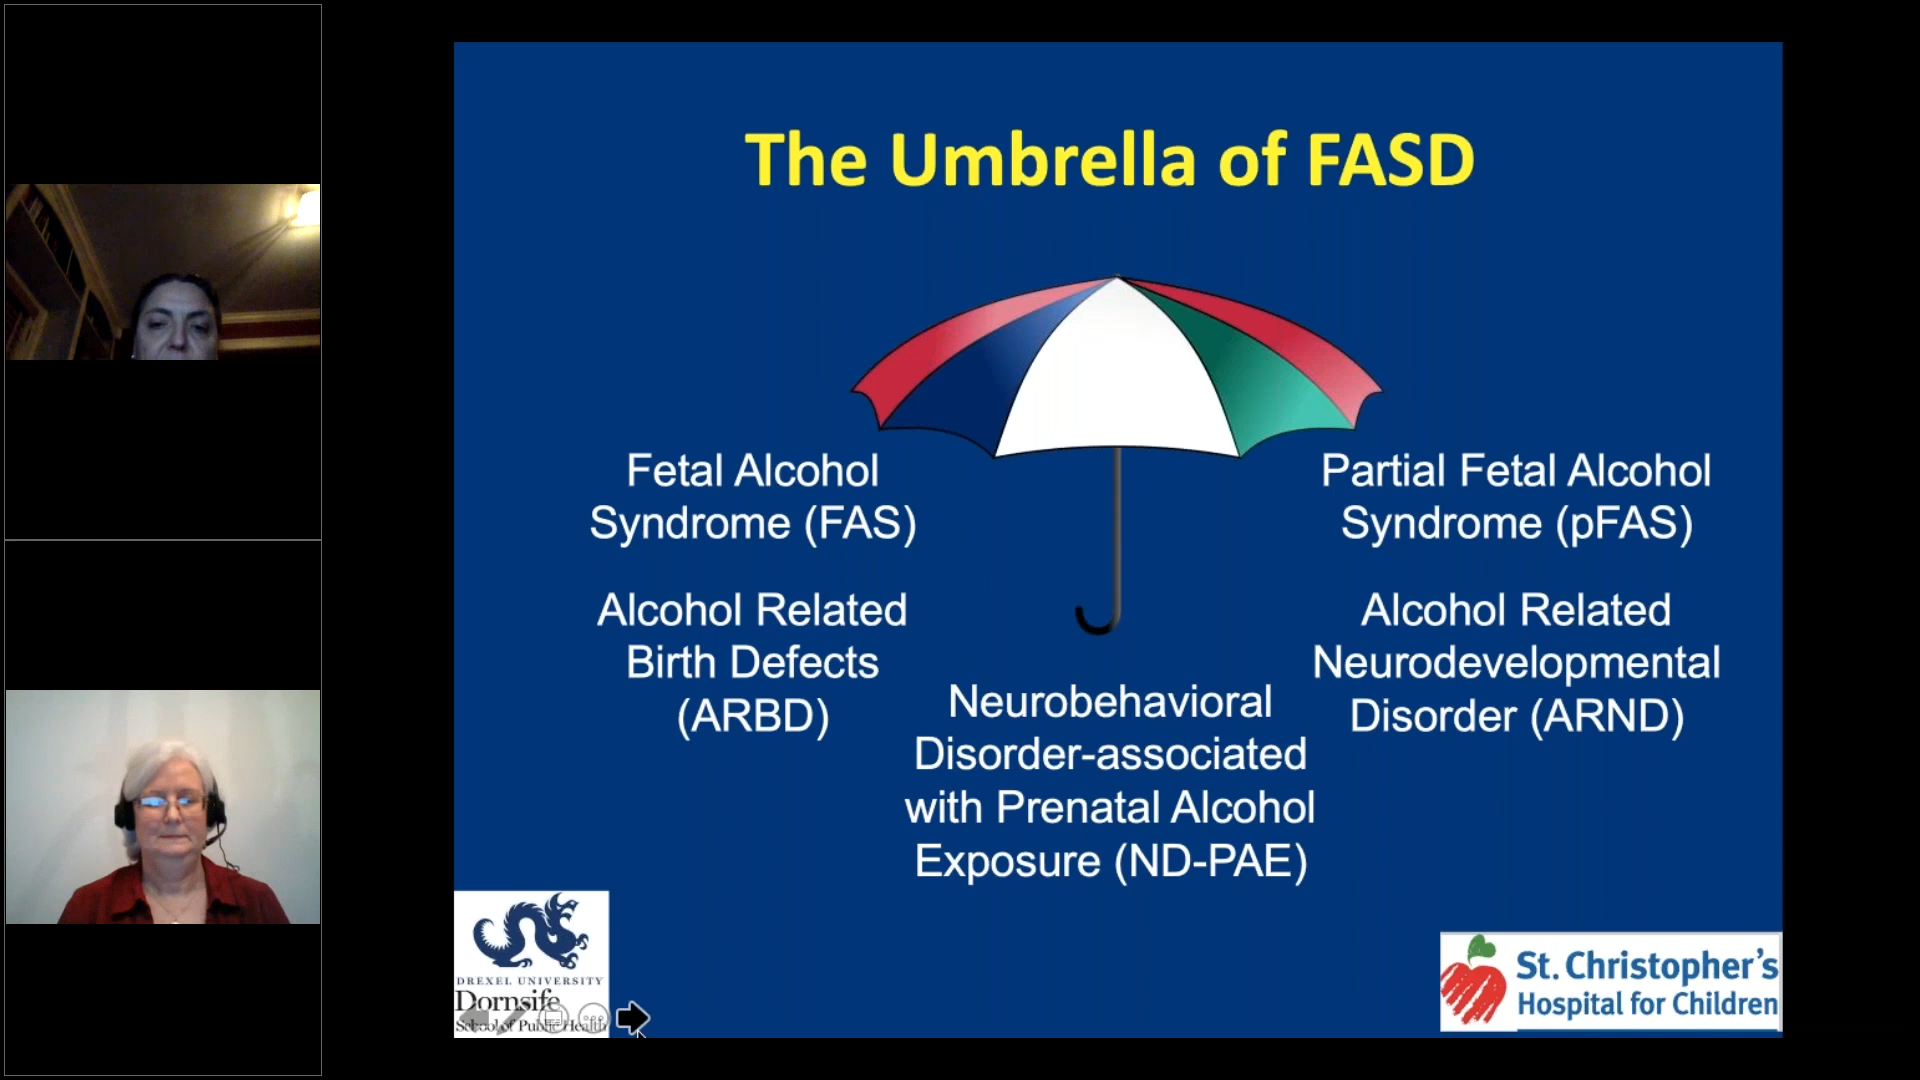 The Umbrella of FASD
Fetal Alcohol
Syndrome (FAS)
Partial Fetal Alcohol
Syndrome (pFAS)
Alcohol Related
Birth Defects
(ARBD)
Alcohol Related
Neurodevelopmental
Disorder (ARND)
Neurobehavioral
Disorder-associated
with Prenatal Alcohol
Exposure (ND-PAE)
DREXEL UNIVERSITY
Dornsife
School of Public Health
St. Christopher's
Hospital for Children